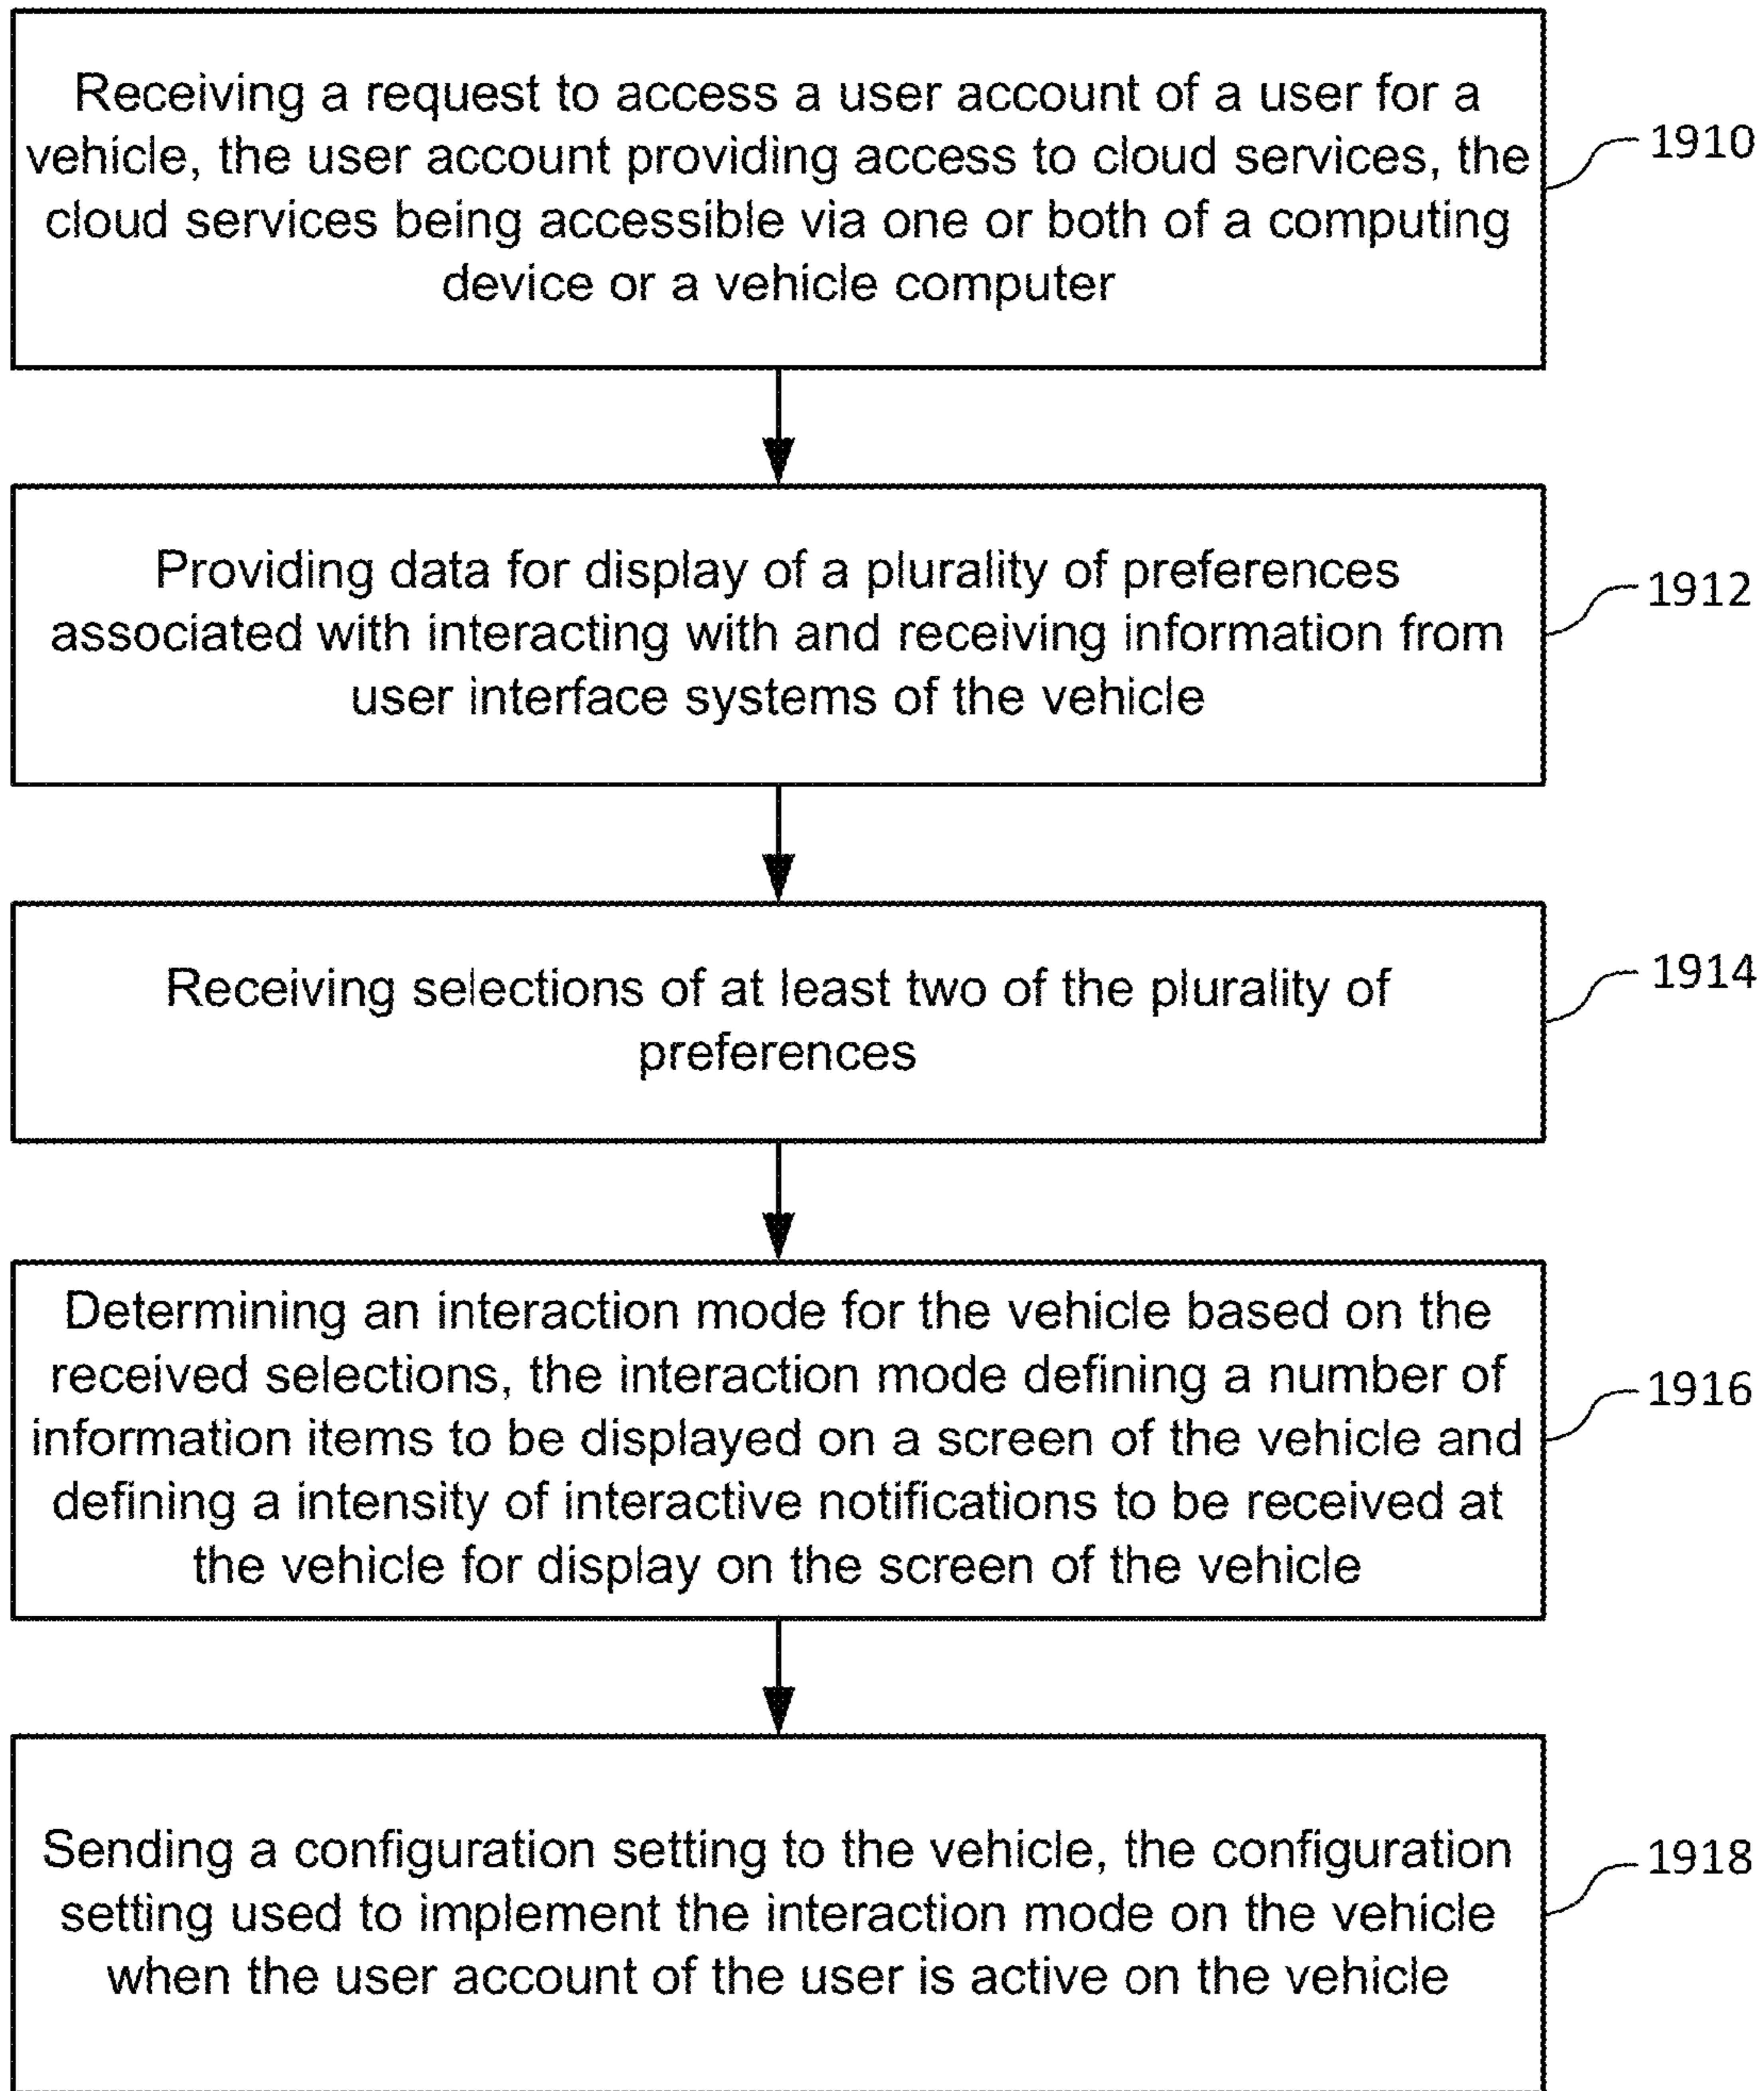 Receiving a request to access a user account of a user for a
vehicle, the user account providing access to cloud services, the
cloud services being accessible via one or both of a computing
device or a vehicle computer
1910
Providing data for display of a plurality of preferences
associated with interacting with and receiving information from
user interface systems of the vehicle
1912
Receiving selections of at least two of the plurality of
preferences
1914
Determining an interaction mode for the vehicle based on the
received selections, the interaction mode defining a number of
information items to be displayed on a screen of the vehicle and
defining a intensity of interactive notifications to be received at
the vehicle for display on the screen of the vehicle
1916
Sending a configuration setting to the vehicle, the configuration
setting used to implement the interaction mode on the vehicle
when the user account of the user is active on the vehicle
1918